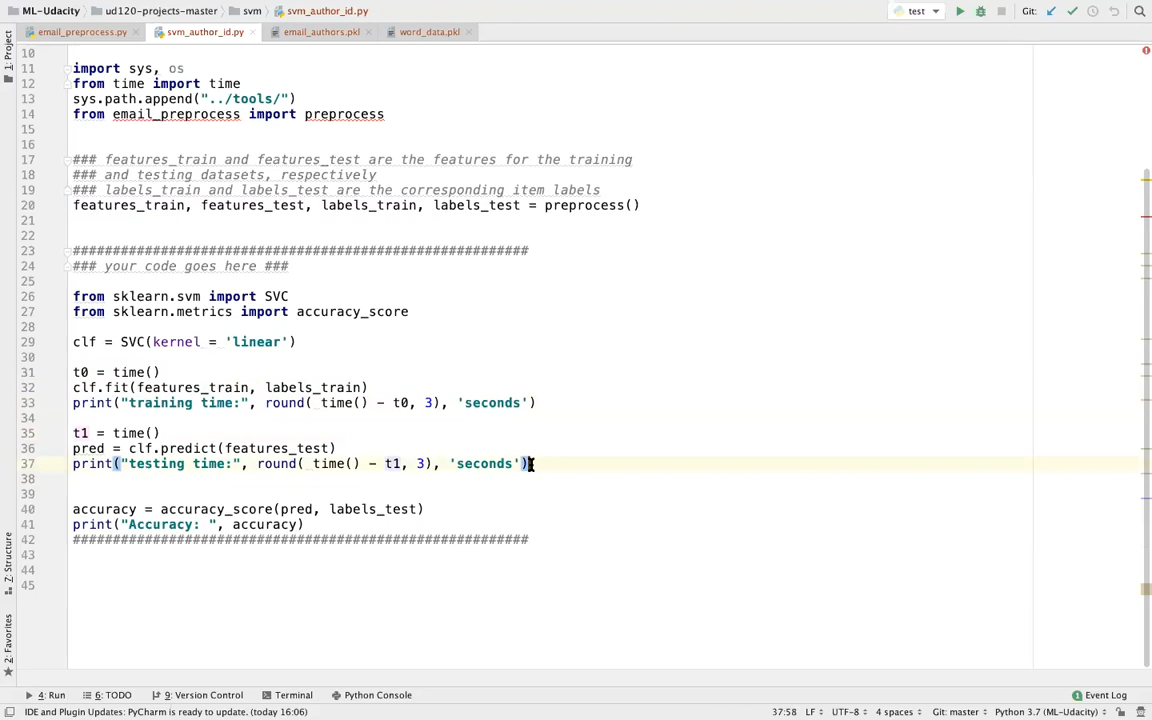 ML-Udacity ud120-projects-master svm svm_author_id.py test Git:
email_preprocess.py svm_author_id.py email_authors.pkl word_data.pkl
1: Project
10
11 import sys, os
12 from time import time
13 sys.path.append("../tools/")
14 from email_preprocess import preprocess
15
16
17 ### features_train and features_test are the features for the training
18 ### and testing datasets, respectively
19 ### labels_train and labels_test are the corresponding item labels
20 features_train, features_test, labels_train, labels_test = preprocess()
21
22
23 #########################################################
24 ### your code goes here ###
25
26 from sklearn.svm import SVC
27 from sklearn.metrics import accuracy_score
28
29 clf = SVC(kernel = 'linear')
30
31 t0 = time()
32 clf.fit(features_train, labels_train)
33 print("training time:", round( time() - t0, 3), 'seconds')
34
35 t1 = time()
36 pred = clf.predict(features_test)
37 print("testing time:", round( time() - t1, 3), 'seconds')
38
39
40 accuracy = accuracy_score(pred, labels_test)
41 print("Accuracy: ", accuracy)
42 #########################################################
43
44
45
Z: Structure
2: Favorites
4: Run 6: TODO 9: Version Control Terminal Python Console 1 Event Log
IDE and Plugin Updates: PyCharm is ready to update. (today 16:06) 37:58 LF UTF-8 4 spaces Git: master Python 3.7 (ML-Udacity)